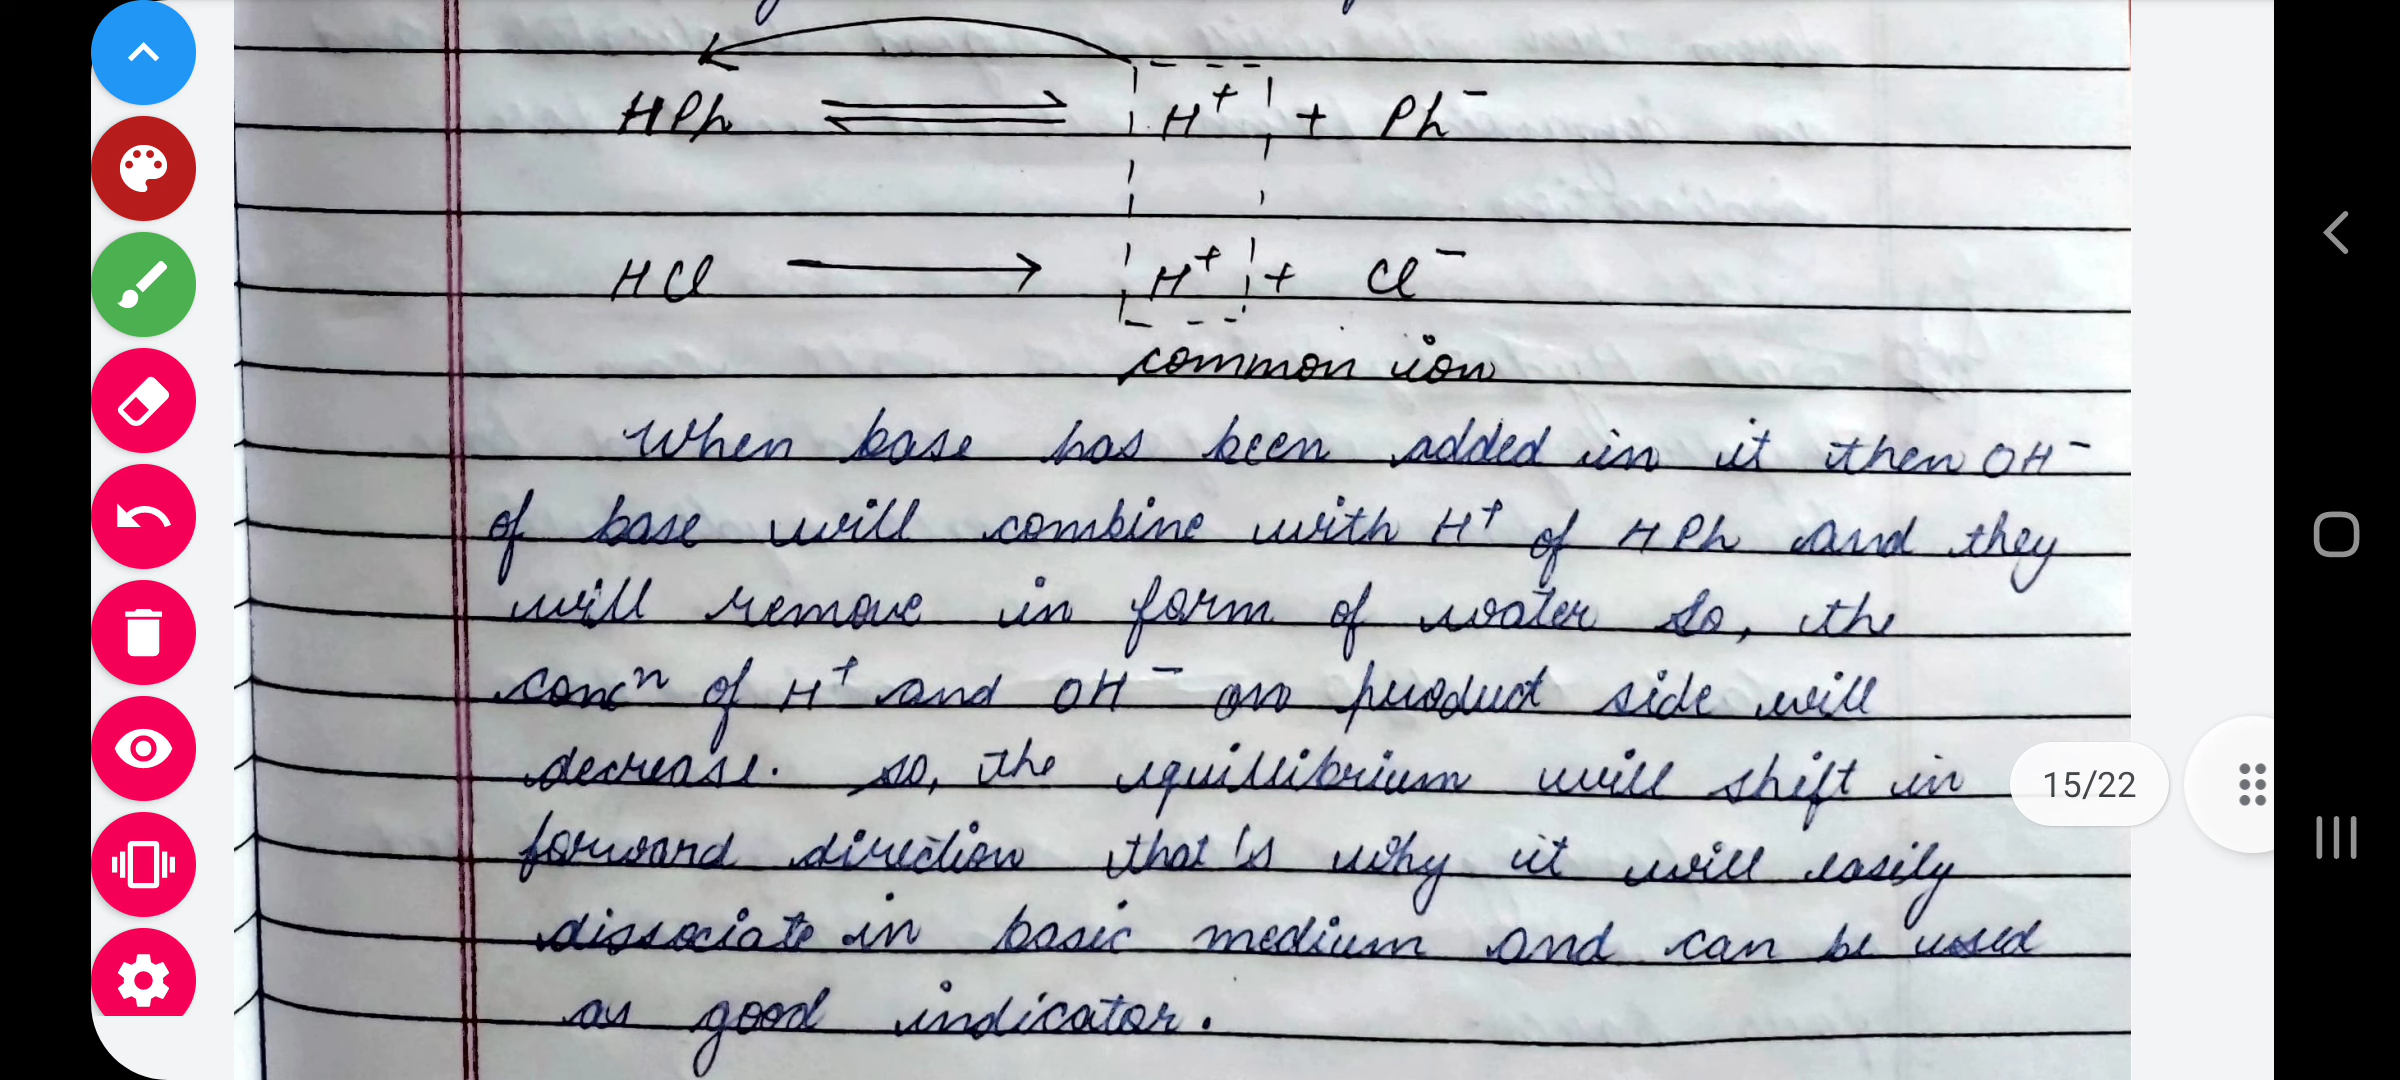 HPh ⇌ H⁺ + Ph⁻
HCl ⟶ H⁺ + Cl⁻
common ion
When base has been added in it then OH⁻
of base will combine with H⁺ of HPh and they
will remove in form of water so, the
concⁿ of H⁺ and OH⁻ on product side will
decrease. so, the equillibrium will shift in
forward direction that's why it will easily
dissociate in basic medium and can be used
as good indicator.
15/22